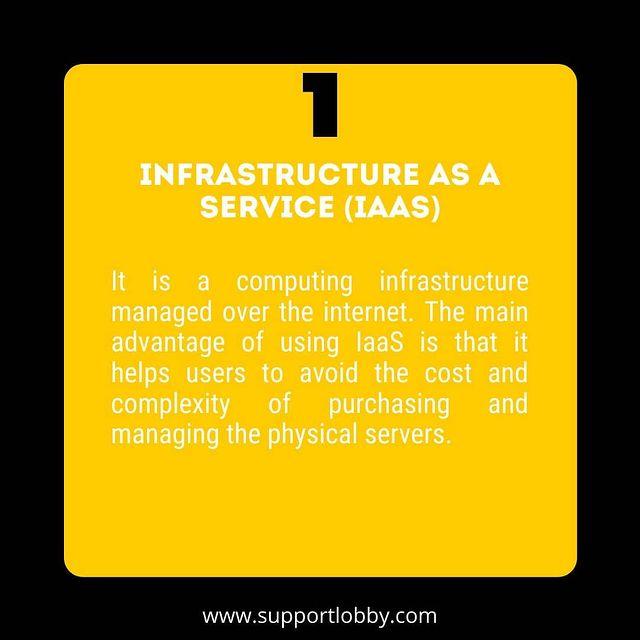 1
INFRASTRUCTURE AS A
SERVICE (IAAS)
It is a computing infrastructure
managed over the internet. The main
advantage of using IaaS is that it
helps users to avoid the cost and
complexity of purchasing and
managing the physical servers.
www.supportlobby.com